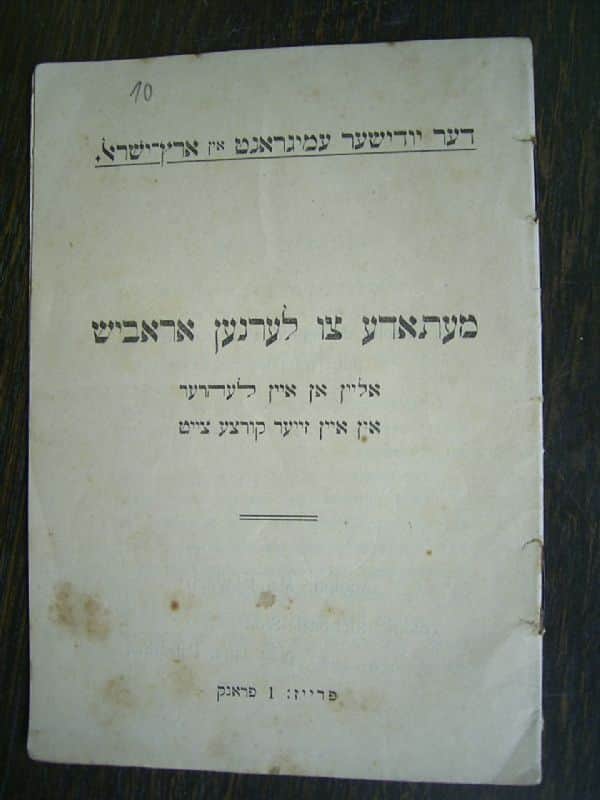 10
דער יודישער עמיגראנט אין ארץ־ישראל.
מעתאדע צו לערנען אראביש
אליין אן איין לעהרער
אין איין זייער קורצע צייט
פרייז: 1 פראנק